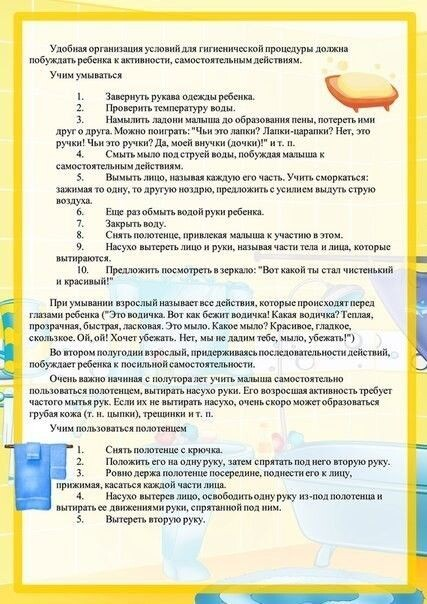 Удобная организация условий для гигиенической процедуры должна
побуждать ребенка к активности, самостоятельным действиям.
Учим умываться
1. Завернуть рукава одежды ребенка.
2. Проверить температуру воды.
3. Намылить ладони малыша до образования пены, потереть ими
друг о друга. Можно поиграть: "Чьи это лапки? Лапки-царапки? Нет, это
ручки! Чьи это ручки? Да, моей внучки (дочки)!" и т. п.
4. Смыть мыло под струей воды, побуждая малыша к
самостоятельным действиям.
5. Вымыть лицо, называя каждую его часть. Учить сморкаться:
зажимая то одну, то другую ноздрю, предложить с усилием выдуть струю
воздуха.
6. Еще раз обмыть водой руки ребенка.
7. Закрыть воду.
8. Снять полотенце, привлекая малыша к участию в этом.
9. Насухо вытереть лицо и руки, называя части тела и лица, которые
вытираются.
10. Предложить посмотреть в зеркало: "Вот какой ты стал чистенький
и красивый!"
При умывании взрослый называет все действия, которые происходят перед
глазами ребенка ("Это водичка. Вот как бежит водичка! Какая водичка? Теплая,
прозрачная, быстрая, ласковая. Это мыло. Какое мыло? Красивое, гладкое,
скользкое. Ой, ой! Хочет убежать. Нет, мы не дадим тебе, мыло, убежать!")
Во втором полугодии взрослый, придерживаясь последовательности действий,
побуждает ребенка к посильной самостоятельности.
Очень важно начиная с полутора лет учить малыша самостоятельно
пользоваться полотенцем, вытирать насухо руки. Его возросшая активность требует
частого мытья рук. Если их не вытирать насухо, очень скоро может образоваться
грубая кожа (т. н. цыпки), трещинки и т. п.
Учим пользоваться полотенцем
1. Снять полотенце с крючка.
2. Положить его на одну руку, затем спрятать под него вторую руку.
3. Ровно держа полотенце посередине, поднести его к лицу,
прижимая, касаться каждой части лица.
4. Насухо вытерев лицо, освободить одну руку из-под полотенца и
вытирать ее движениями руки, спрятанной под ним.
5. Вытереть вторую руку.